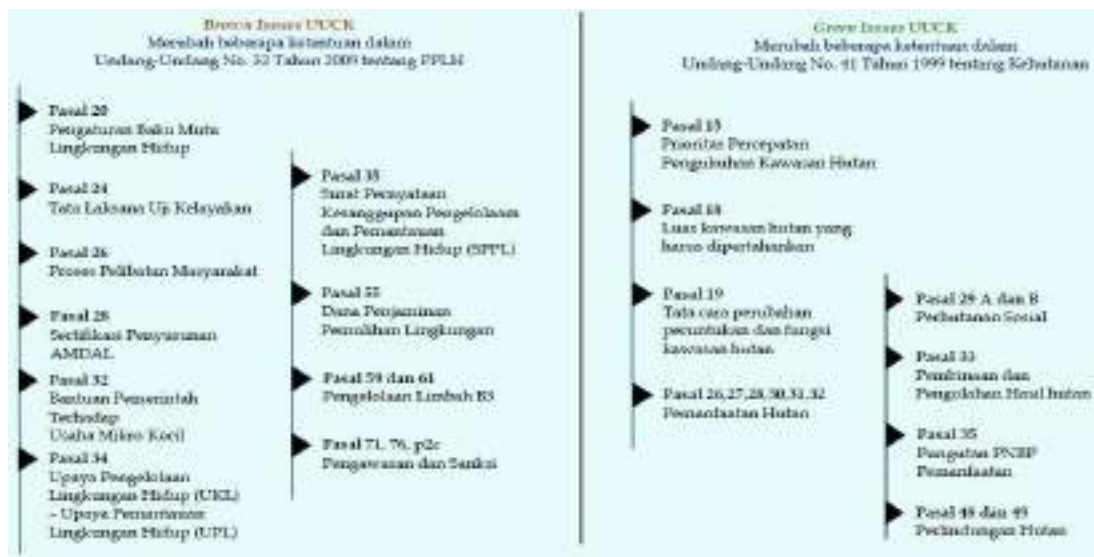 Brown Issues UUCK
Merubah beberapa ketentuan dalam
Undang-Undang No. 32 Tahun 2009 tentang PPLH
Pasal 20
Pengaturan Baku Mutu
Lingkungan Hidup
Pasal 24
Tata Laksana Uji Kelayakan
Pasal 26
Proses Pelibatan Masyarakat
Pasal 28
Sertifikasi Penyusunan
AMDAL
Pasal 32
Bantuan Pemerintah
Terhadap
Usaha Mikro Kecil
Pasal 34
Upaya Pengelolaan
Lingkungan Hidup (UKL)
- Upaya Pemantauan
Lingkungan Hidup (UPL)
Pasal 35
Surat Pernyataan
Kesanggupan Pengelolaan
dan Pemantauan
Lingkungan Hidup (SPPL)
Pasal 55
Dana Penjaminan
Pemulihan Lingkungan
Pasal 59 dan 61
Pengelolaan Limbah B3
Pasal 71, 76,
Pengawasan dan Sanksi
Green Issues UUCK
Merubah beberapa ketentuan dalam
Undang-Undang No. 41 Tahun 1999 tentang Kehutanan
Pasal 15
Prioritas Percepatan
Pengukuhan Kawasan Hutan
Pasal 18
Luas kawasan hutan yang
harus dipertahankan
Pasal 19
Tata cara perubahan
peruntukan dan fungsi
kawasan hutan
Pasal 26,27,28,30,31,32
Pemanfaatan Hutan
Pasal 29 A dan B
Perhutanan Sosial
Pasal 33
Pembinaan dan
Pengolahan Hasil hutan
Pasal 35
Pungutan PNBP
Pemanfaatan
Pasal 48 dan 49
Perlindungan Hutan